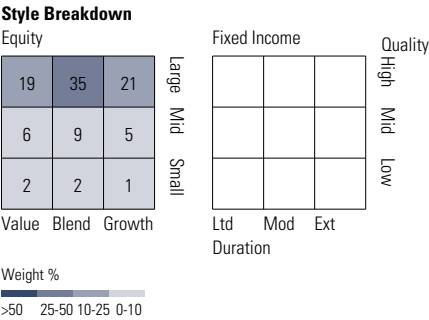 Style Breakdown
Equity
19 35 21
6 9 5
2 2 1
Large
Mid
Small
Value Blend Growth
Fixed Income
Quality
High
Mid
Low
Ltd Mod Ext
Duration
Weight %
>50 25-50 10-25 0-10